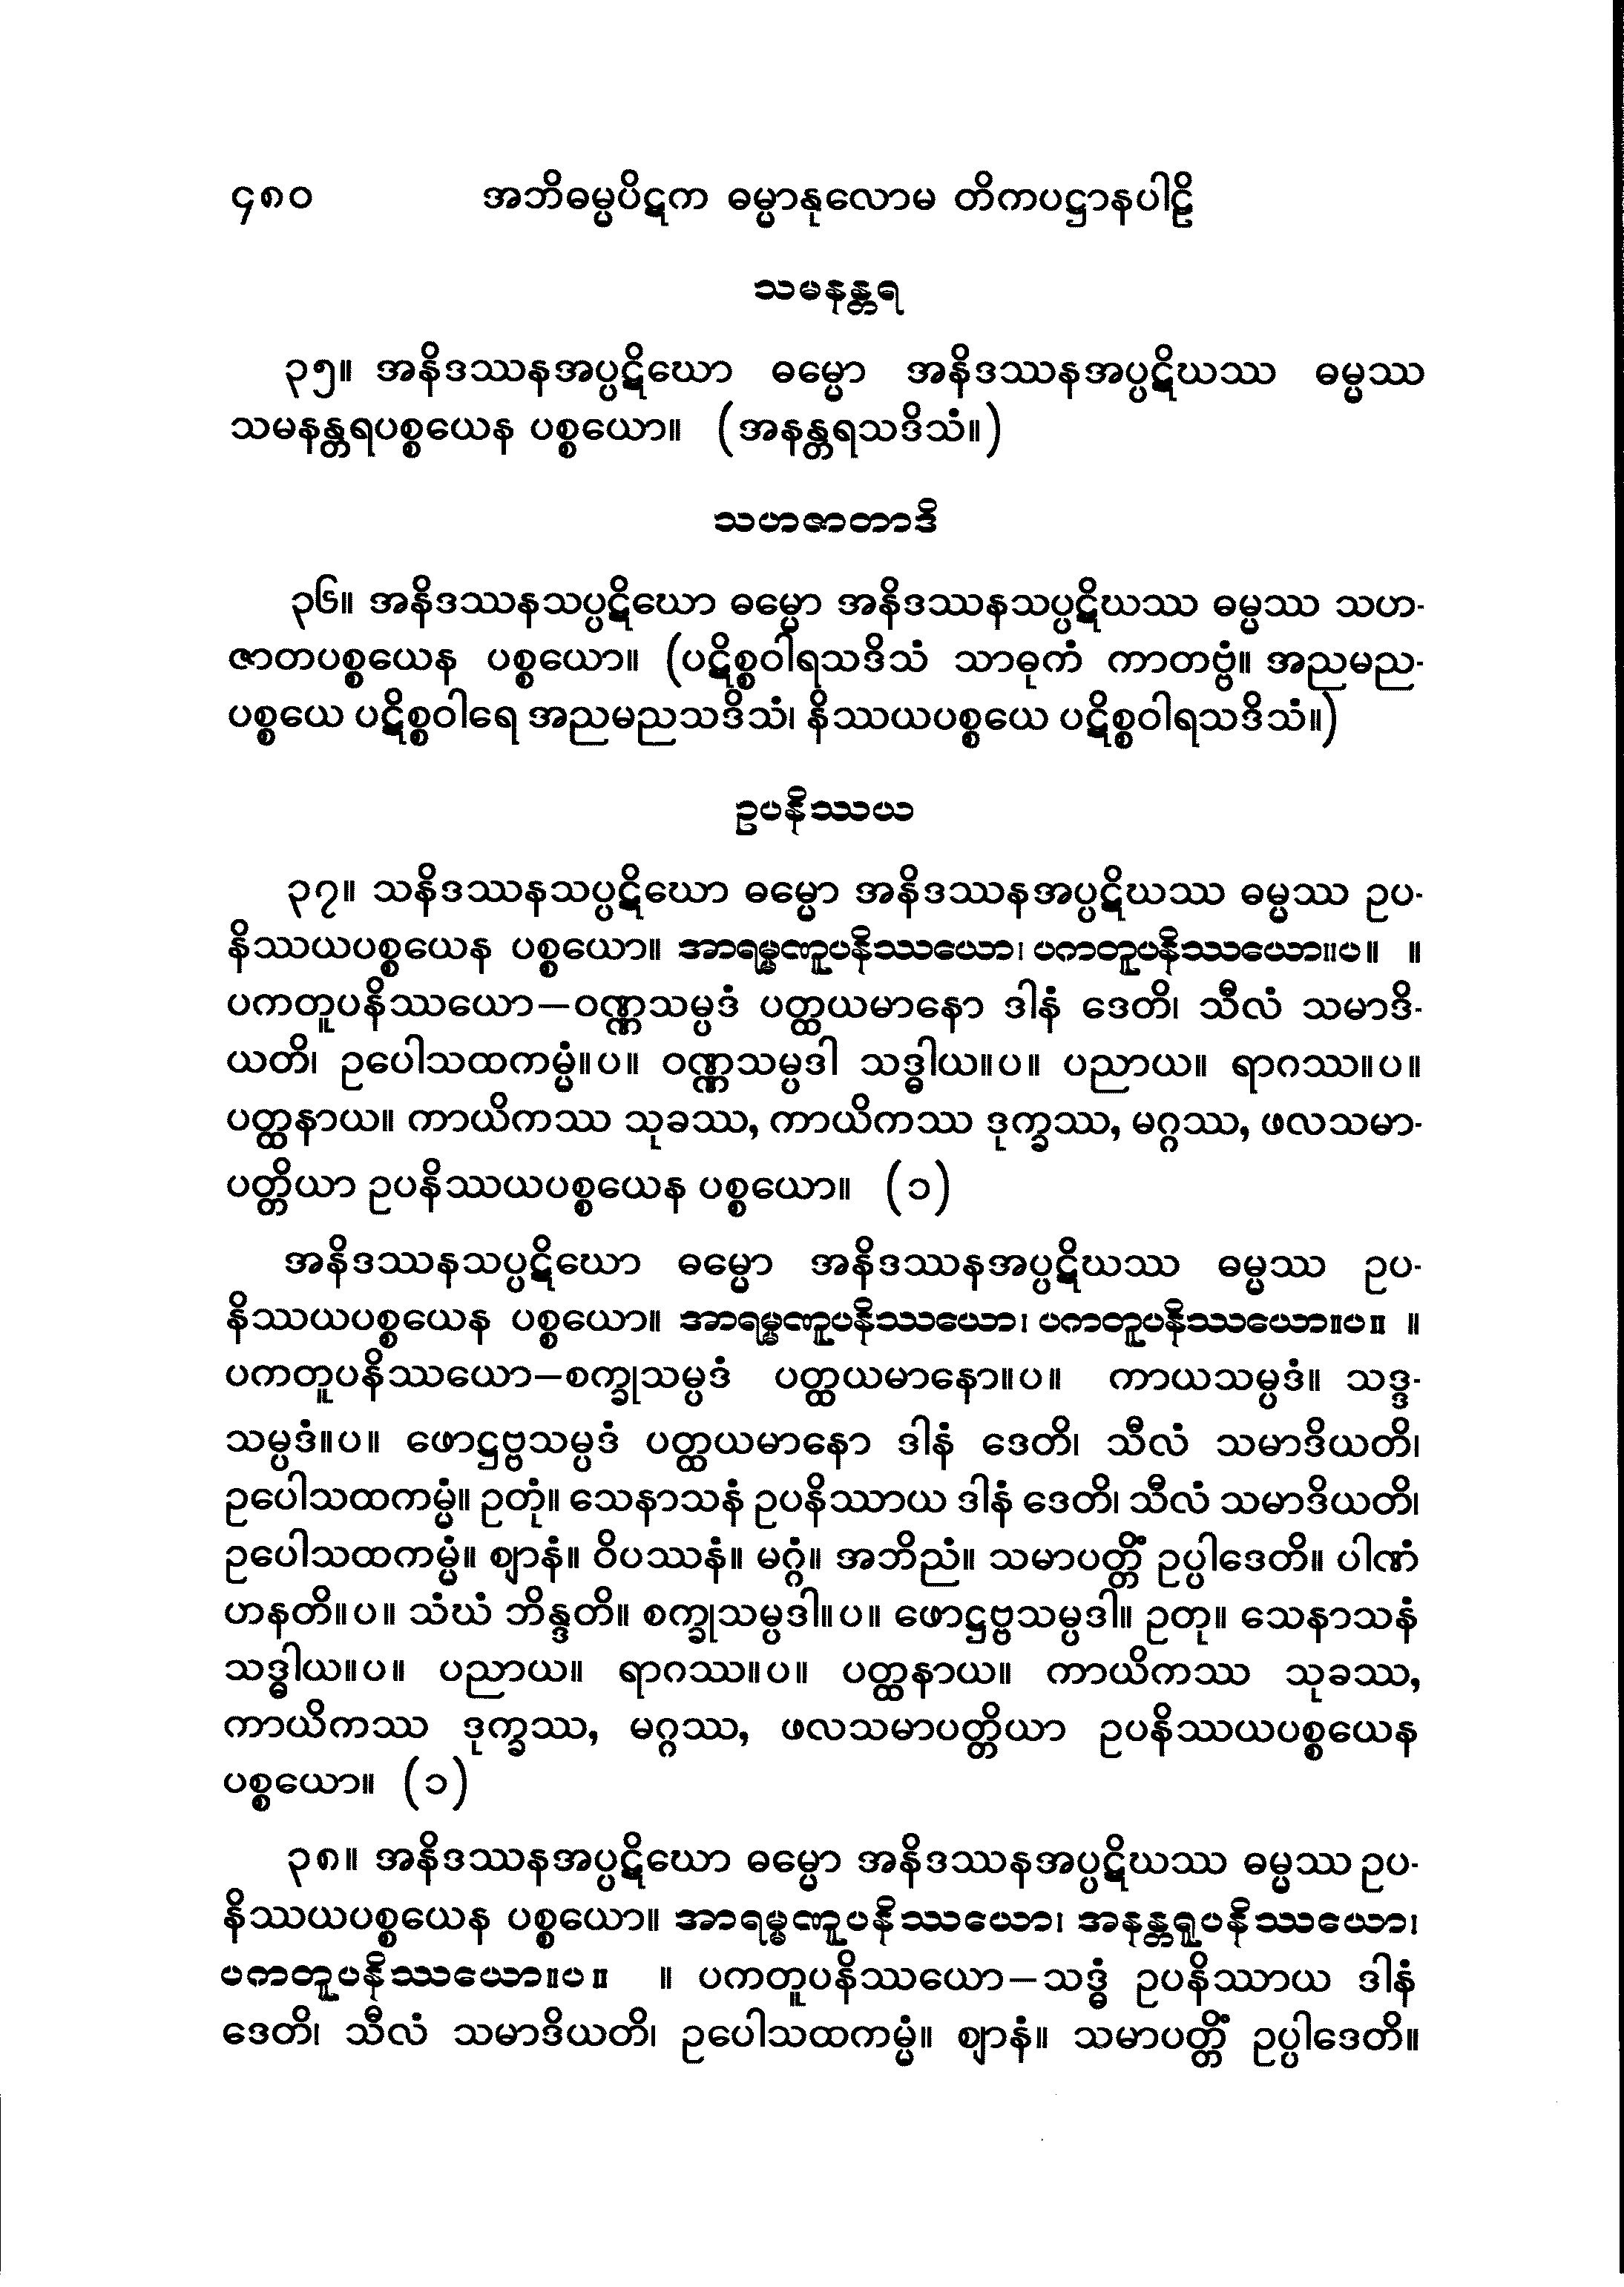 ၄၈၀ အဘိဓမ္မပိဋက ဓမ္မာနုလောမ တိကပဋ္ဌာနပါဠိ
သမနန္တရ
၃၅။ အနိဒဿနအပ္ပဋိဃော ဓမ္မော အနိဒဿနအပ္ပဋိဃဿ ဓမ္မဿ
သမနန္တရပစ္စယေန ပစ္စယော။ (အနန္တရသဒိသံ။)
သဟဇာတာဒိ
၃၆။ အနိဒဿနသပ္ပဋိဃော ဓမ္မော အနိဒဿနသပ္ပဋိဃဿ ဓမ္မဿ သဟ-
ဇာတပစ္စယေန ပစ္စယော။ (ပဋိစ္စဝါရသဒိသံ သာဓုကံ ကာတဗ္ဗံ။ အညမည-
ပစ္စယေ ပဋိစ္စဝါရေ အညမညသဒိသံ၊ နိဿယပစ္စယေ ပဋိစ္စဝါရသဒိသံ။)
ဥပနိဿယ
၃၇။ သနိဒဿနသပ္ပဋိဃော ဓမ္မော အနိဒဿနအပ္ပဋိဃဿ ဓမ္မဿ ဥပ-
နိဿယပစ္စယေန ပစ္စယော။ အာရမ္မဏူပနိဿယော၊ ပကတူပနိဿယော။ပ။ ။
ပကတူပနိဿယော–ဝဏ္ဏသမ္ပဒံ ပတ္ထယမာနော ဒါနံ ဒေတိ၊ သီလံ သမာဒိ-
ယတိ၊ ဥပေါသထကမ္မံ။ပ။ ဝဏ္ဏသမ္ပဒါ သဒ္ဓါယ။ပ။ ပညာယ။ ရာဂဿ။ပ။
ပတ္ထနာယ။ ကာယိကဿ သုခဿ, ကာယိကဿ ဒုက္ခဿ, မဂ္ဂဿ, ဖလသမာ-
ပတ္တိယာ ဥပနိဿယပစ္စယေန ပစ္စယော။ (၁)
အနိဒဿနသပ္ပဋိဃော ဓမ္မော အနိဒဿနအပ္ပဋိဃဿ ဓမ္မဿ ဥပ-
နိဿယပစ္စယေန ပစ္စယော။ အာရမ္မဏူပနိဿယော၊ ပကတူပနိဿယော။ပ။ ။
ပကတူပနိဿယော–စက္ခုသမ္ပဒံ ပတ္ထယမာနော။ပ။ ကာယသမ္ပဒံ။ သဒ္ဒ-
သမ္ပဒံ။ပ။ ဖောဋ္ဌဗ္ဗသမ္ပဒံ ပတ္ထယမာနော ဒါနံ ဒေတိ၊ သီလံ သမာဒိယတိ၊
ဥပေါသထကမ္မံ။ ဥတုံ။ သေနာသနံ ဥပနိဿာယ ဒါနံ ဒေတိ၊ သီလံ သမာဒိယတိ၊
ဥပေါသထကမ္မံ။ ဈာနံ။ ဝိပဿနံ။ မဂ္ဂံ။ အဘိညံ။ သမာပတ္တိံ ဥပ္ပါဒေတိ။ ပါဏံ
ဟနတိ။ပ။ သံဃံ ဘိန္ဒတိ။ စက္ခုသမ္ပဒါ။ပ။ ဖောဋ္ဌဗ္ဗသမ္ပဒါ။ ဥတု။ သေနာသနံ
သဒ္ဓါယ။ပ။ ပညာယ။ ရာဂဿ။ပ။ ပတ္ထနာယ။ ကာယိကဿ သုခဿ,
ကာယိကဿ ဒုက္ခဿ, မဂ္ဂဿ, ဖလသမာပတ္တိယာ ဥပနိဿယပစ္စယေန
ပစ္စယော။ (၁)
၃၈။ အနိဒဿနအပ္ပဋိဃော ဓမ္မော အနိဒဿနအပ္ပဋိဃဿ ဓမ္မဿ ဥပ-
နိဿယပစ္စယေန ပစ္စယော။ အာရမ္မဏူပနိဿယော၊ အနန္တရူပနိဿယော၊
ပကတူပနိဿယော။ပ။ ။ ပကတူပနိဿယော–သဒ္ဓံ ဥပနိဿာယ ဒါနံ
ဒေတိ၊ သီလံ သမာဒိယတိ၊ ဥပေါသထကမ္မံ။ ဈာနံ။ သမာပတ္တိံ ဥပ္ပါဒေတိ။